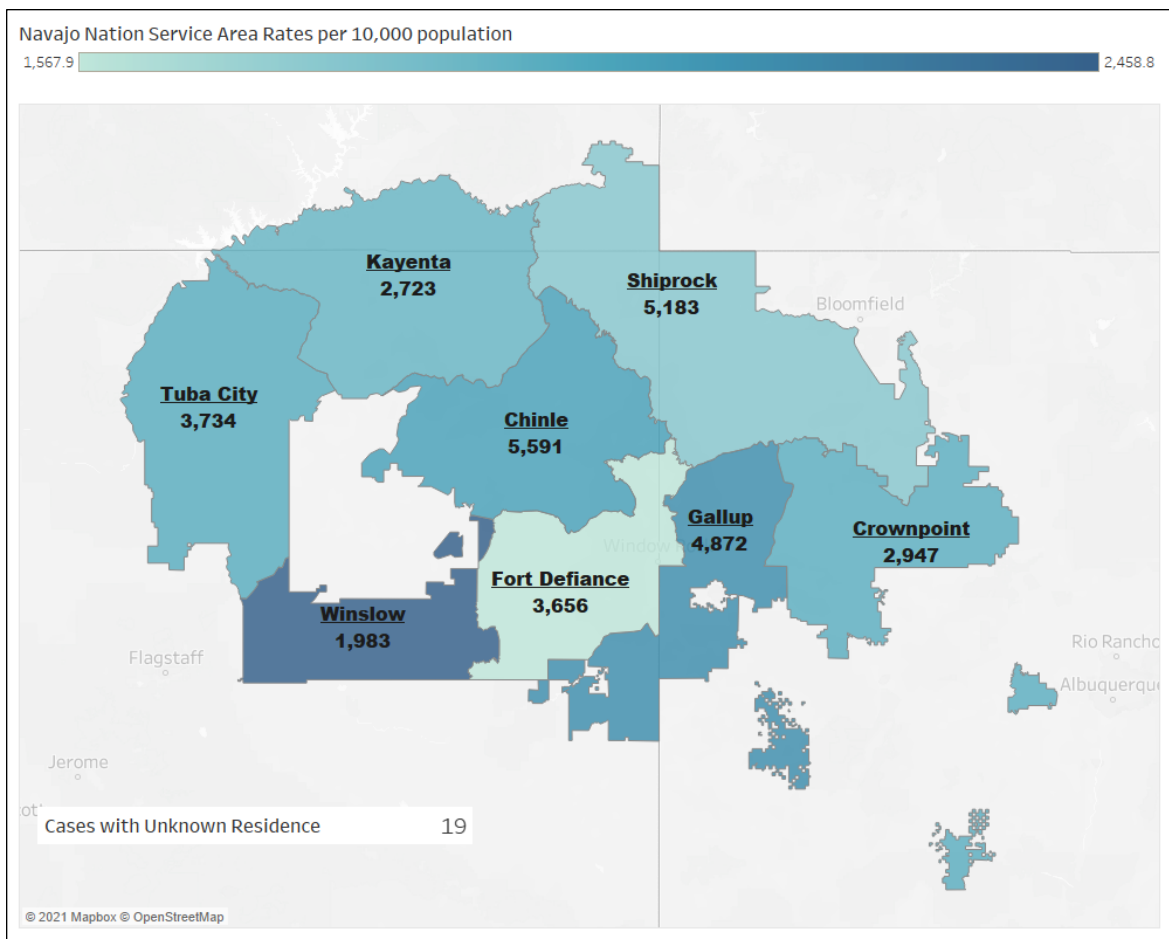 Navajo Nation Service Area Rates per 10,000 population
1,567.9
2,458.8
Kayenta
2,723
Shiprock
5,183
Bloomfield
Tuba City
3,734
Chinle
5,591
Gallup
4,872
Crownpoint
2,947
Window
Fort Defiance
3,656
Winslow
1,983
Flagstaff
Rio Rancho
Albuquerque
Jerome
Cases with Unknown Residence 19
© 2021 Mapbox © OpenStreetMap